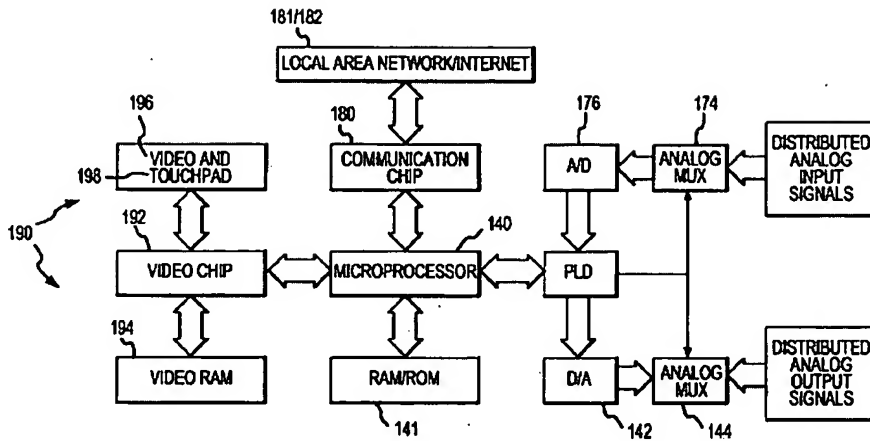 181/182
LOCAL AREA NETWORK/INTERNET
196
180
176
174
198
VIDEO AND
TOUCHPAD
COMMUNICATION
CHIP
A/D
ANALOG
MUX
DISTRIBUTED
ANALOG
INPUT
SIGNALS
190
192
140
VIDEO CHIP
MICROPROCESSOR
PLD
194
VIDEO RAM
RAM/ROM
D/A
ANALOG
MUX
DISTRIBUTED
ANALOG
OUTPUT
SIGNALS
141
142
144